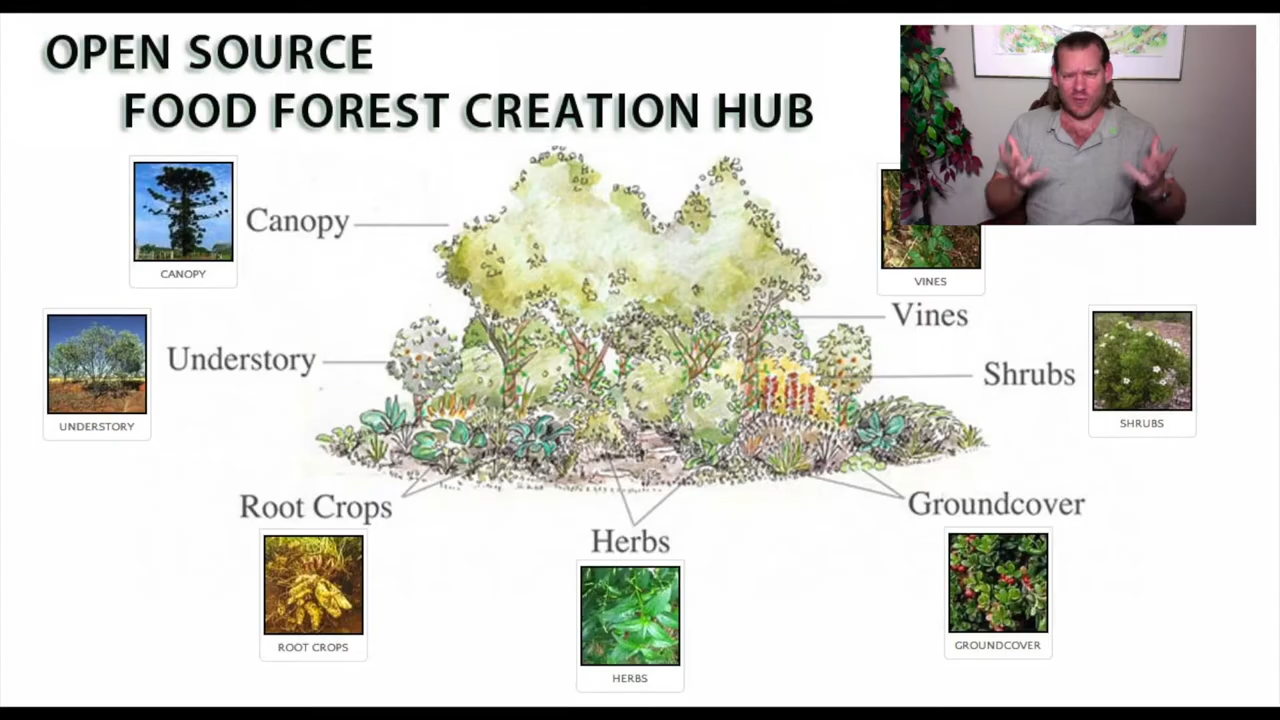 OPEN SOURCE
FOOD FOREST CREATION HUB
CANOPY
Canopy
VINES
Vines
UNDERSTORY
Understory
Shrubs
SHRUBS
Root Crops
ROOT CROPS
Herbs
HERBS
Groundcover
GROUNDCOVER